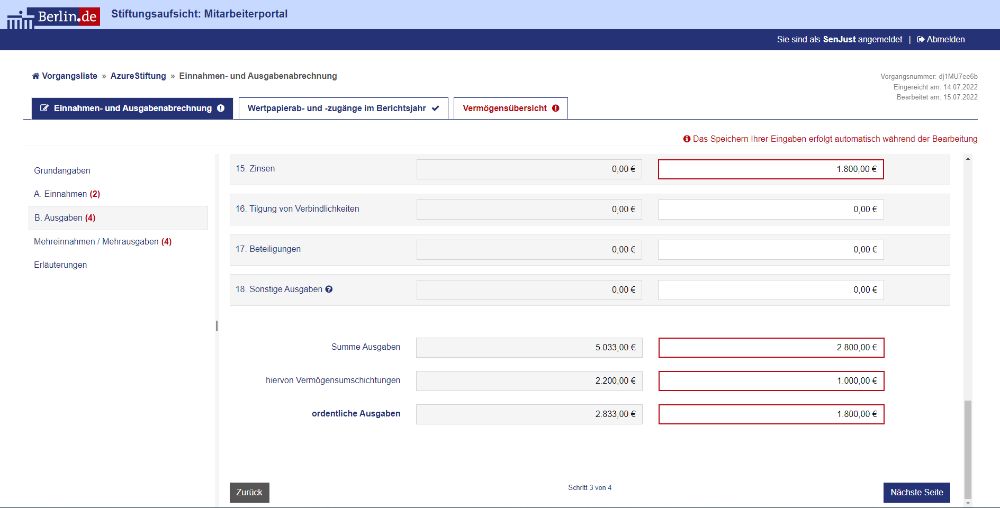 Berlin.de
Stiftungsaufsicht: Mitarbeiterportal
Sie sind als SenJust angemeldet | Abmelden
Vorgangsliste » AzureStiftung » Einnahmen- und Ausgabenabrechnung
Vorgangsnummer: dj1MU7ee6b
Eingereicht am: 14.07.2022
Bearbeitet am: 15.07.2022
Einnahmen- und Ausgabenabrechnung
Wertpapierab- und -zugänge im Berichtsjahr
Vermögensübersicht
Das Speichern Ihrer Eingaben erfolgt automatisch während der Bearbeitung
Grundangaben
A. Einnahmen (2)
B. Ausgaben (4)
Mehreinnahmen / Mehrausgaben (4)
Erläuterungen
15. Zinsen 0,00 € 1.800,00 €
16. Tilgung von Verbindlichkeiten 0,00 € 0,00 €
17. Beteiligungen 0,00 € 0,00 €
18. Sonstige Ausgaben 0,00 € 0,00 €
Summe Ausgaben 5.033,00 € 2.800,00 €
hiervon Vermögensumschichtungen 2.200,00 € 1.000,00 €
ordentliche Ausgaben 2.833,00 € 1.800,00 €
Zurück
Schritt 3 von 4
Nächste Seite